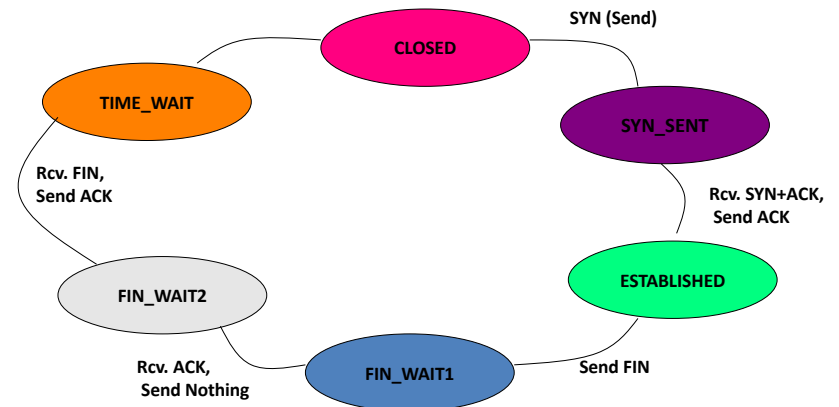 SYN (Send)
CLOSED
TIME_WAIT
SYN_SENT
Rcv. FIN,
Send ACK
Rcv. SYN+ACK,
Send ACK
ESTABLISHED
FIN_WAIT2
Rcv. ACK,
Send Nothing
FIN_WAIT1
Send FIN